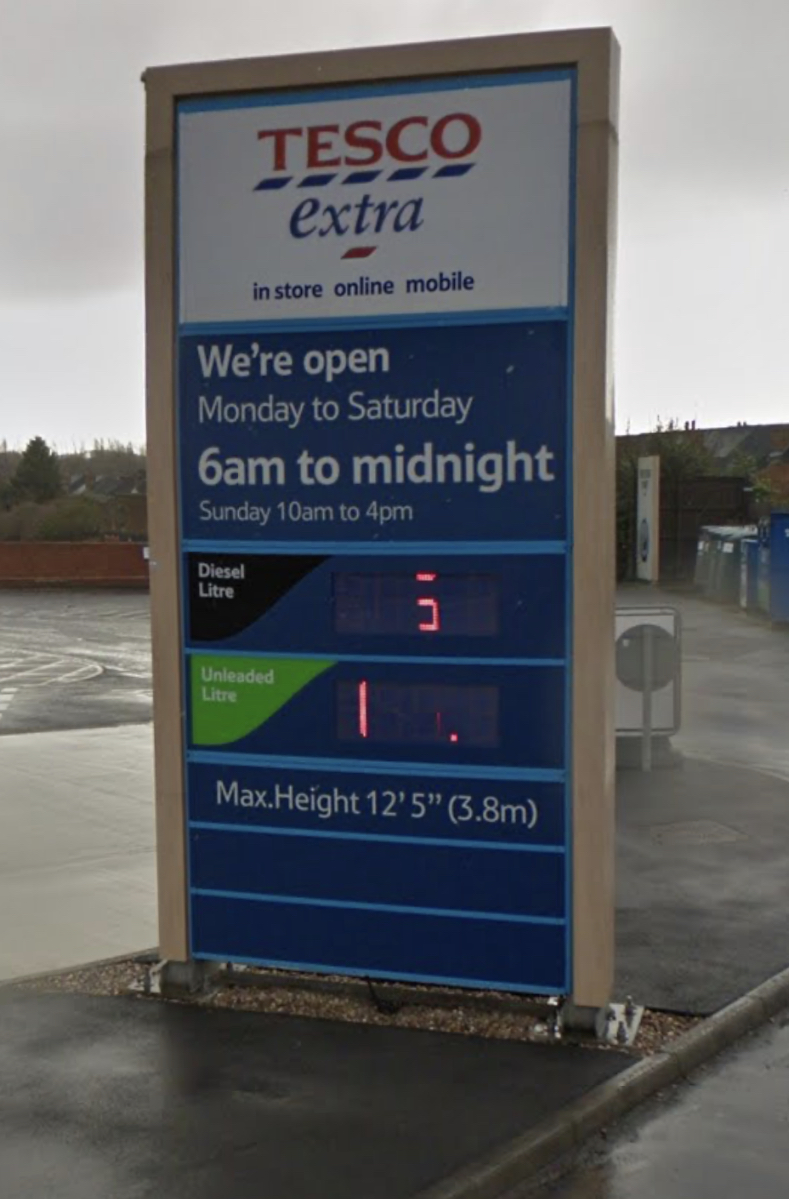 TESCO
extra
in store online mobile
We're open
Monday to Saturday
6am to midnight
Sunday 10am to 4pm
Diesel
Litre
Unleaded
Litre
Max.Height 12'5" (3.8m)